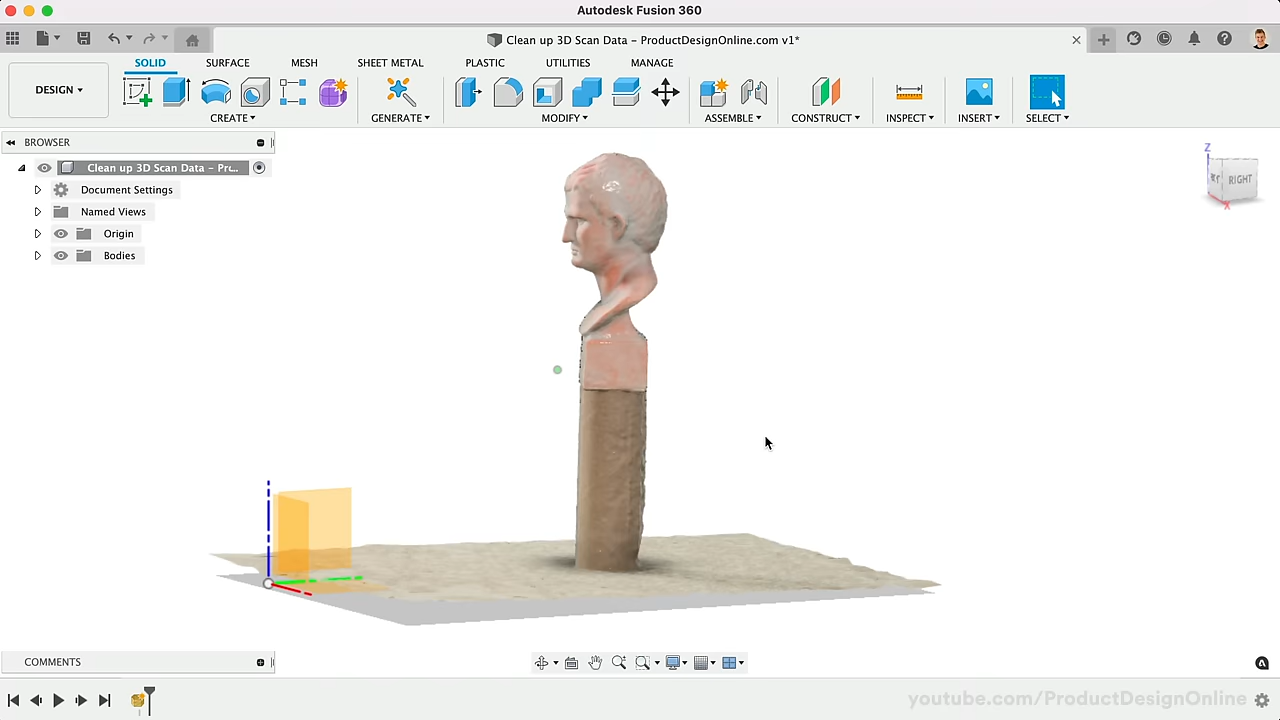 Autodesk Fusion 360
Clean up 3D Scan Data – ProductDesignOnline.com v1*
SOLID SURFACE MESH SHEET METAL PLASTIC UTILITIES MANAGE
DESIGN
CREATE GENERATE MODIFY ASSEMBLE CONSTRUCT INSPECT INSERT SELECT
BROWSER
Clean up 3D Scan Data - Pr...
Document Settings
Named Views
Origin
Bodies
Z
RIGHT
X
COMMENTS
youtube.com/ProductDesignOnline